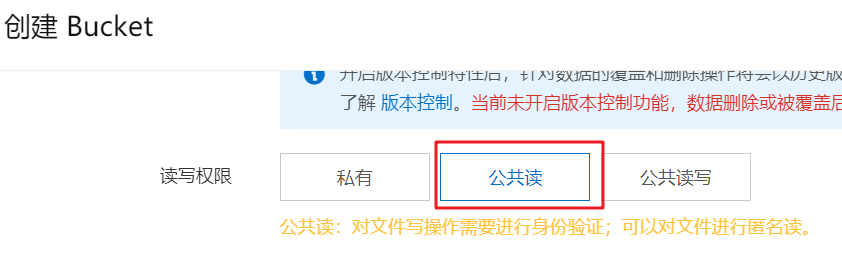 创建 Bucket
开启版本控制特性后，针对数据的覆盖和删除操作将会以历史版
了解 版本控制。当前未开启版本控制功能，数据删除或被覆盖后
读写权限
私有
公共读
公共读写
公共读：对文件写操作需要进行身份验证；可以对文件进行匿名读。